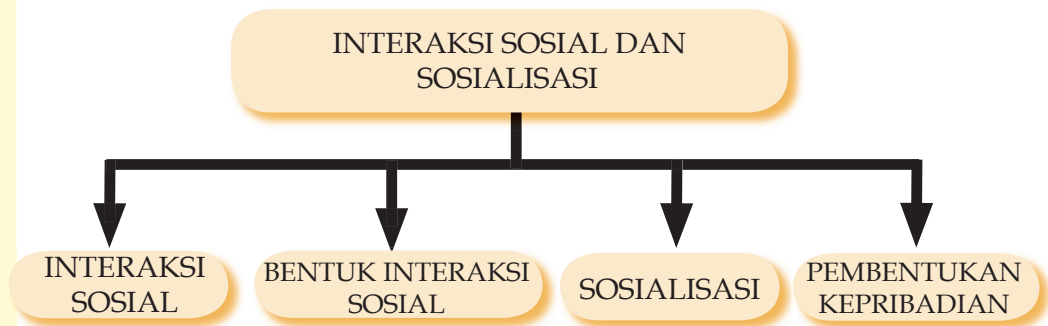 INTERAKSI SOSIAL DAN
SOSIALISASI
INTERAKSI
SOSIAL
BENTUK INTERAKSI
SOSIAL
SOSIALISASI
PEMBENTUKAN
KEPRIBADIAN